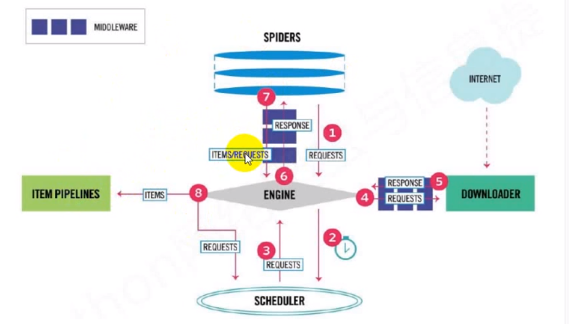 MIDDLEWARE
SPIDERS
INTERNET
7
RESPONSE
1
ITEMS/REQUESTS
REQUESTS
6
ITEM PIPELINES
ITEMS
8
ENGINE
4
RESPONSE
5
REQUESTS
DOWNLOADER
REQUESTS
3
REQUESTS
2
SCHEDULER